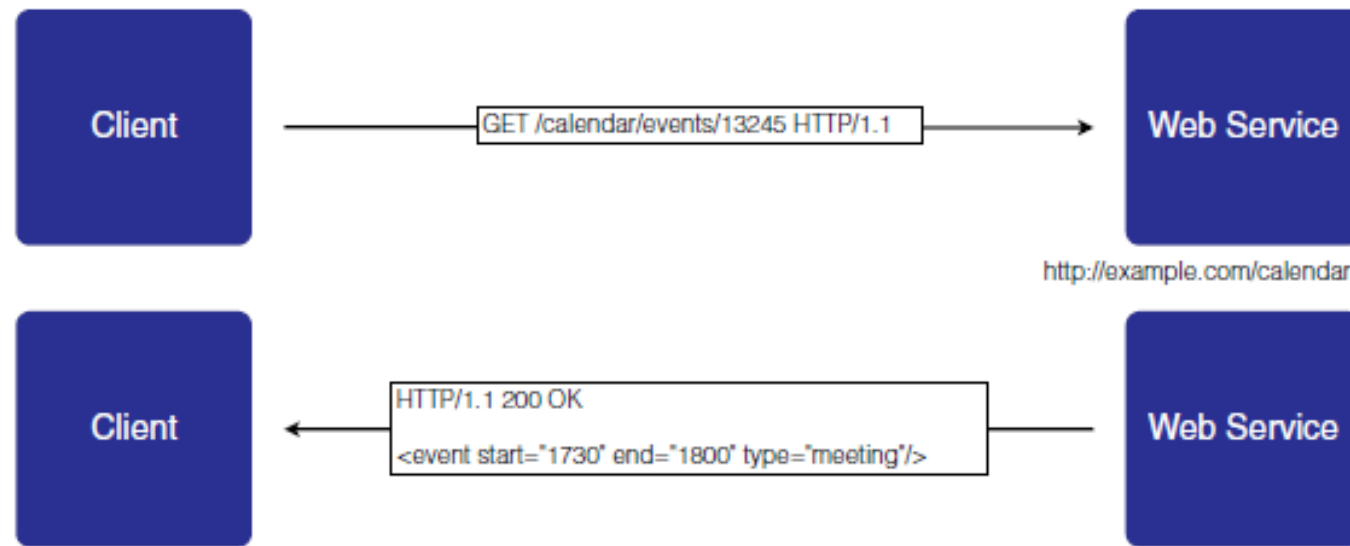 Client
GET /calendar/events/13245 HTTP/1.1
Web Service
http://example.com/calendar
Client
HTTP/1.1 200 OK
<event start="1730" end="1800" type="meeting"/>
Web Service